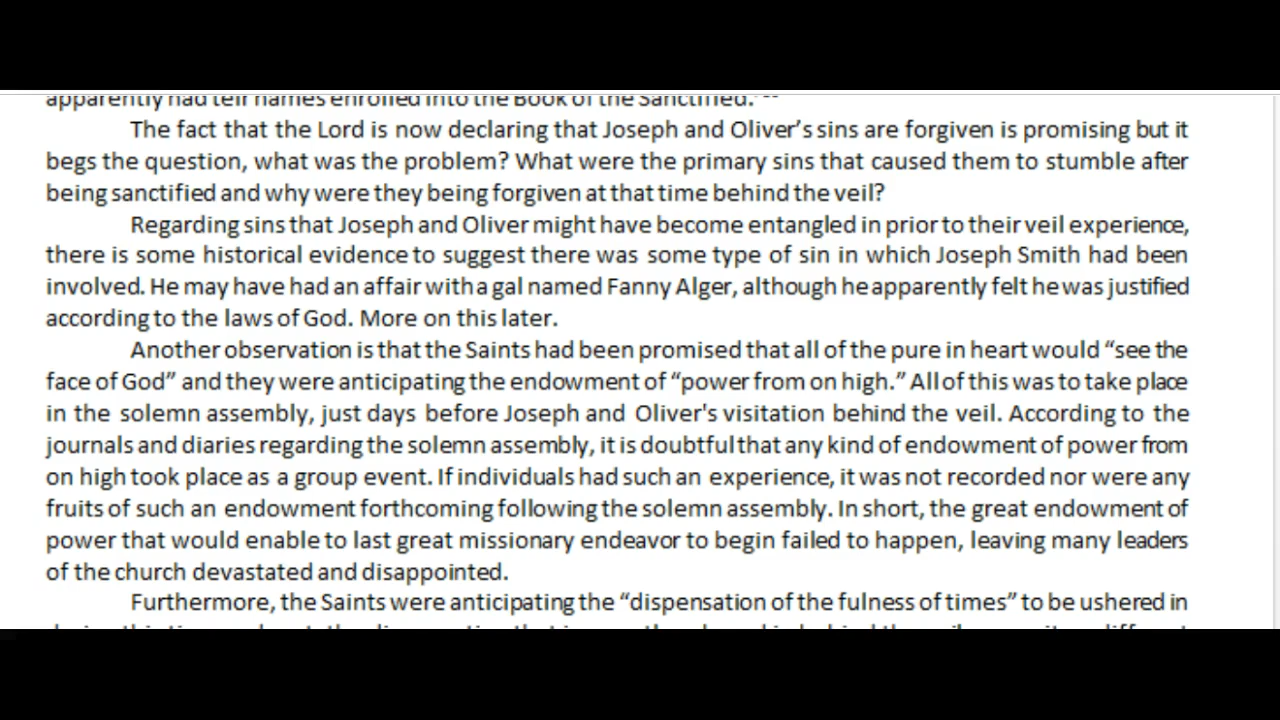 apparently had teir names enrolled into the Book of the Sanctified.
The fact that the Lord is now declaring that Joseph and Oliver’s sins are forgiven is promising but it
begs the question, what was the problem? What were the primary sins that caused them to stumble after
being sanctified and why were they being forgiven at that time behind the veil?
Regarding sins that Joseph and Oliver might have become entangled in prior to their veil experience,
there is some historical evidence to suggest there was some type of sin in which Joseph Smith had been
involved. He may have had an affair with a gal named Fanny Alger, although he apparently felt he was justified
according to the laws of God. More on this later.
Another observation is that the Saints had been promised that all of the pure in heart would “see the
face of God” and they were anticipating the endowment of “power from on high.” All of this was to take place
in the solemn assembly, just days before Joseph and Oliver's visitation behind the veil. According to the
journals and diaries regarding the solemn assembly, it is doubtful that any kind of endowment of power from
on high took place as a group event. If individuals had such an experience, it was not recorded nor were any
fruits of such an endowment forthcoming following the solemn assembly. In short, the great endowment of
power that would enable to last great missionary endeavor to begin failed to happen, leaving many leaders
of the church devastated and disappointed.
Furthermore, the Saints were anticipating the “dispensation of the fulness of times” to be ushered in